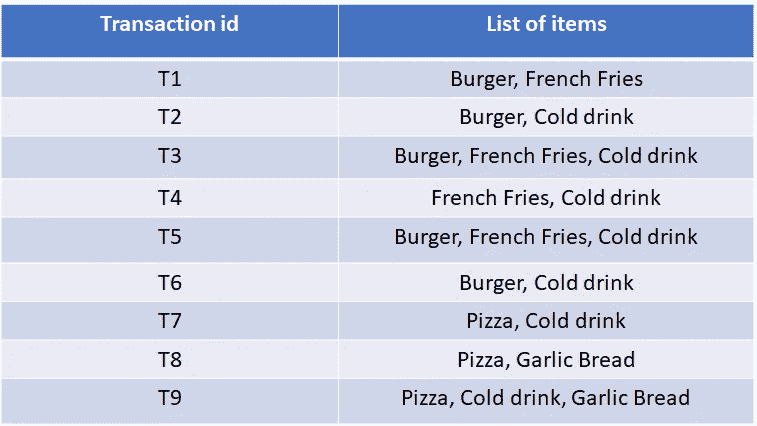 Transaction id List of items
T1 Burger, French Fries
T2 Burger, Cold drink
T3 Burger, French Fries, Cold drink
T4 French Fries, Cold drink
T5 Burger, French Fries, Cold drink
T6 Burger, Cold drink
T7 Pizza, Cold drink
T8 Pizza, Garlic Bread
T9 Pizza, Cold drink, Garlic Bread